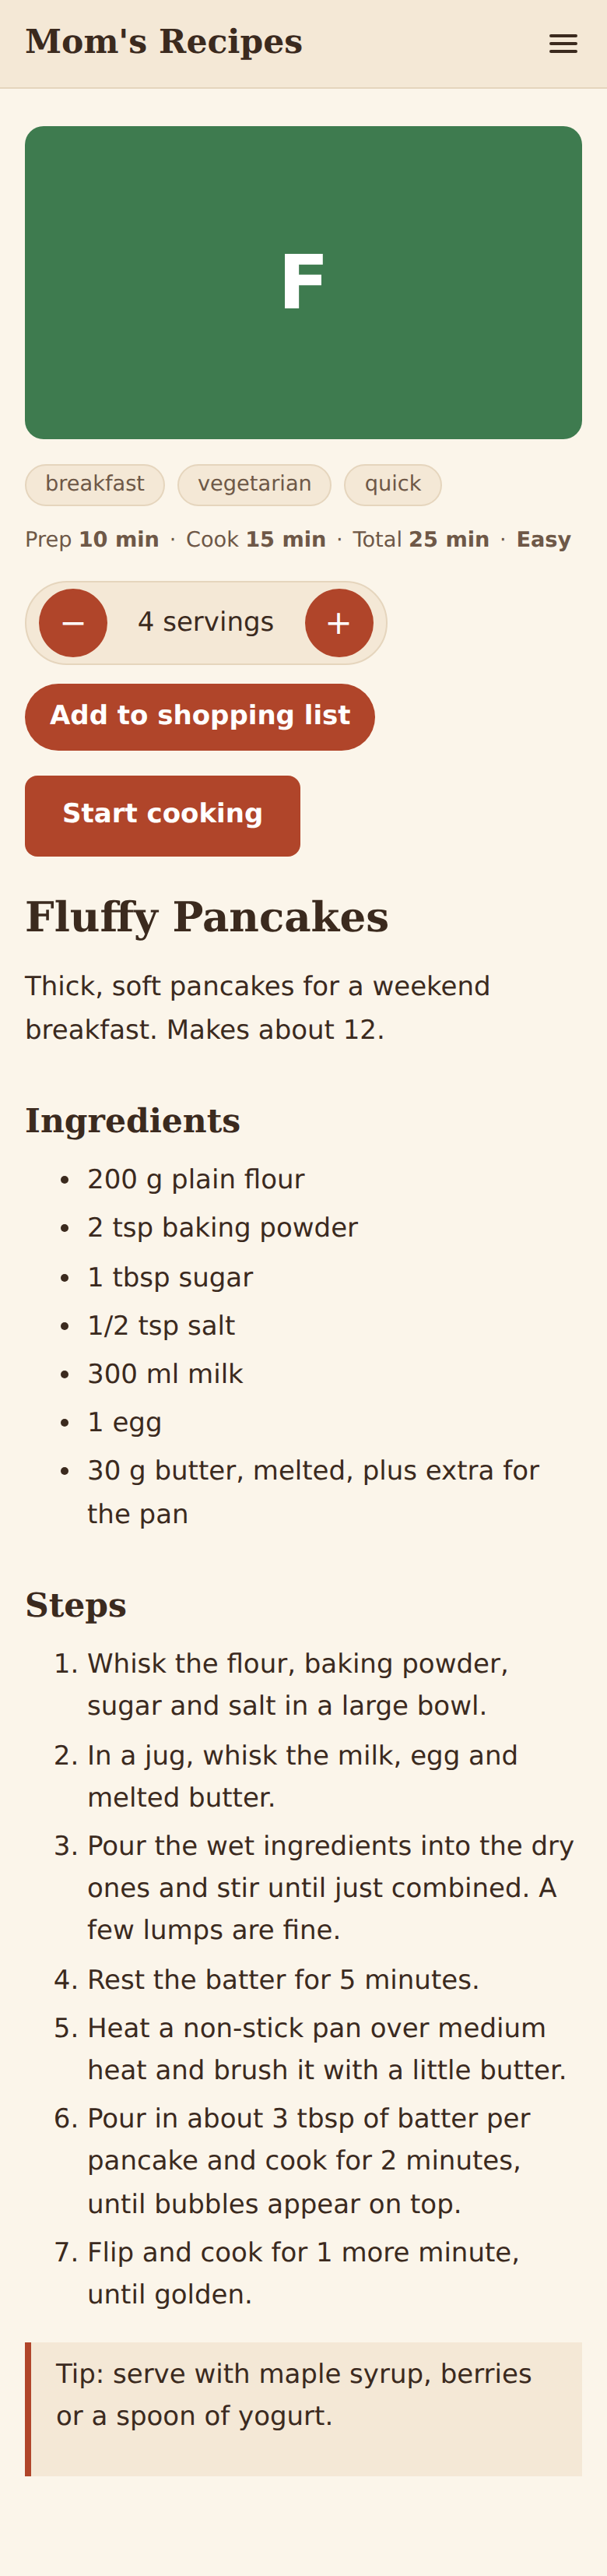 Mom's Recipes
F
breakfast vegetarian quick
Prep 10 min · Cook 15 min · Total 25 min · Easy
− 4 servings +
Add to shopping list
Start cooking
Fluffy Pancakes
Thick, soft pancakes for a weekend
breakfast. Makes about 12.
Ingredients
• 200 g plain flour
• 2 tsp baking powder
• 1 tbsp sugar
• 1/2 tsp salt
• 300 ml milk
• 1 egg
• 30 g butter, melted, plus extra for
the pan
Steps
1. Whisk the flour, baking powder,
sugar and salt in a large bowl.
2. In a jug, whisk the milk, egg and
melted butter.
3. Pour the wet ingredients into the dry
ones and stir until just combined. A
few lumps are fine.
4. Rest the batter for 5 minutes.
5. Heat a non-stick pan over medium
heat and brush it with a little butter.
6. Pour in about 3 tbsp of batter per
pancake and cook for 2 minutes,
until bubbles appear on top.
7. Flip and cook for 1 more minute,
until golden.
Tip: serve with maple syrup, berries
or a spoon of yogurt.